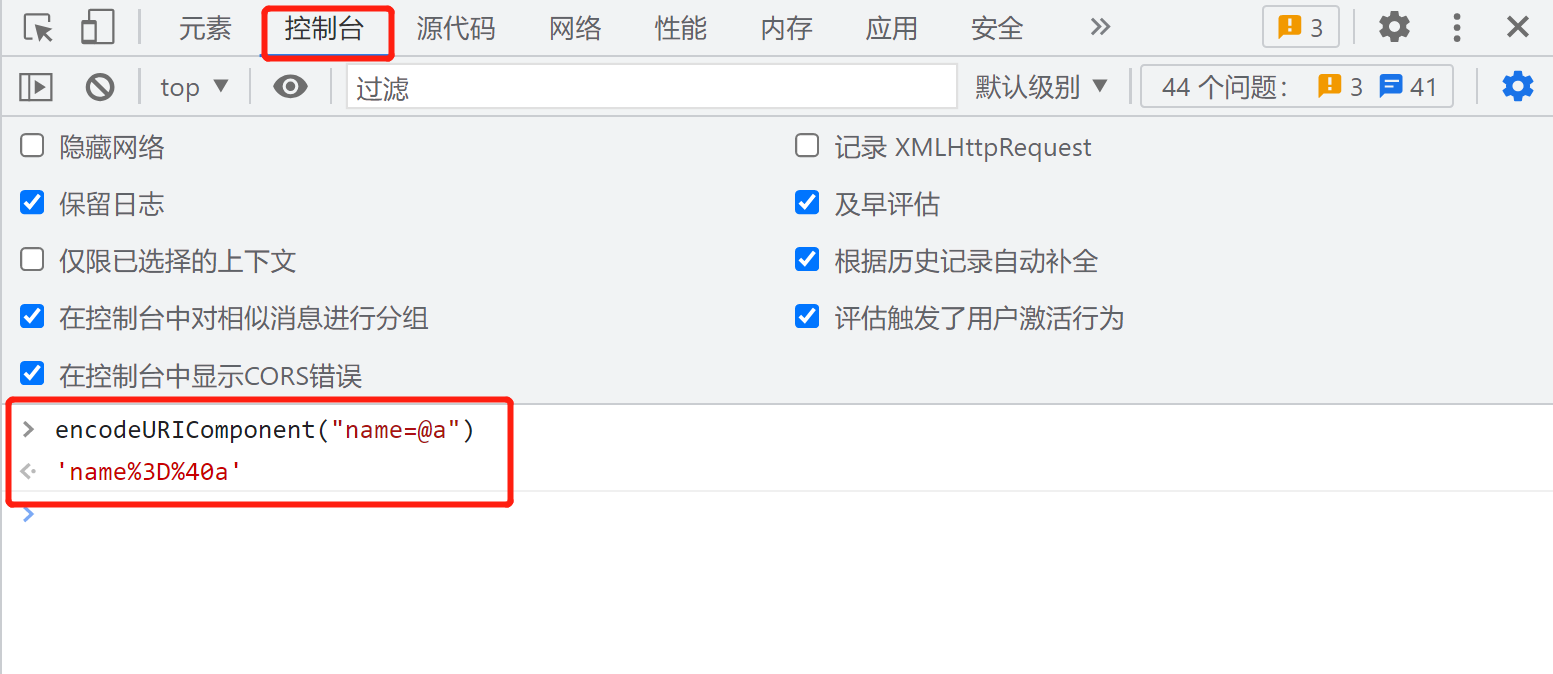 元素 控制台 源代码 网络 性能 内存 应用 安全 » 3
top 过滤 默认级别 44 个问题: 3 41
隐藏网络 记录 XMLHttpRequest
保留日志 及早评估
仅限已选择的上下文 根据历史记录自动补全
在控制台中对相似消息进行分组 评估触发了用户激活行为
在控制台中显示CORS错误
> encodeURIComponent("name=@a")
'name%3D%40a'
>